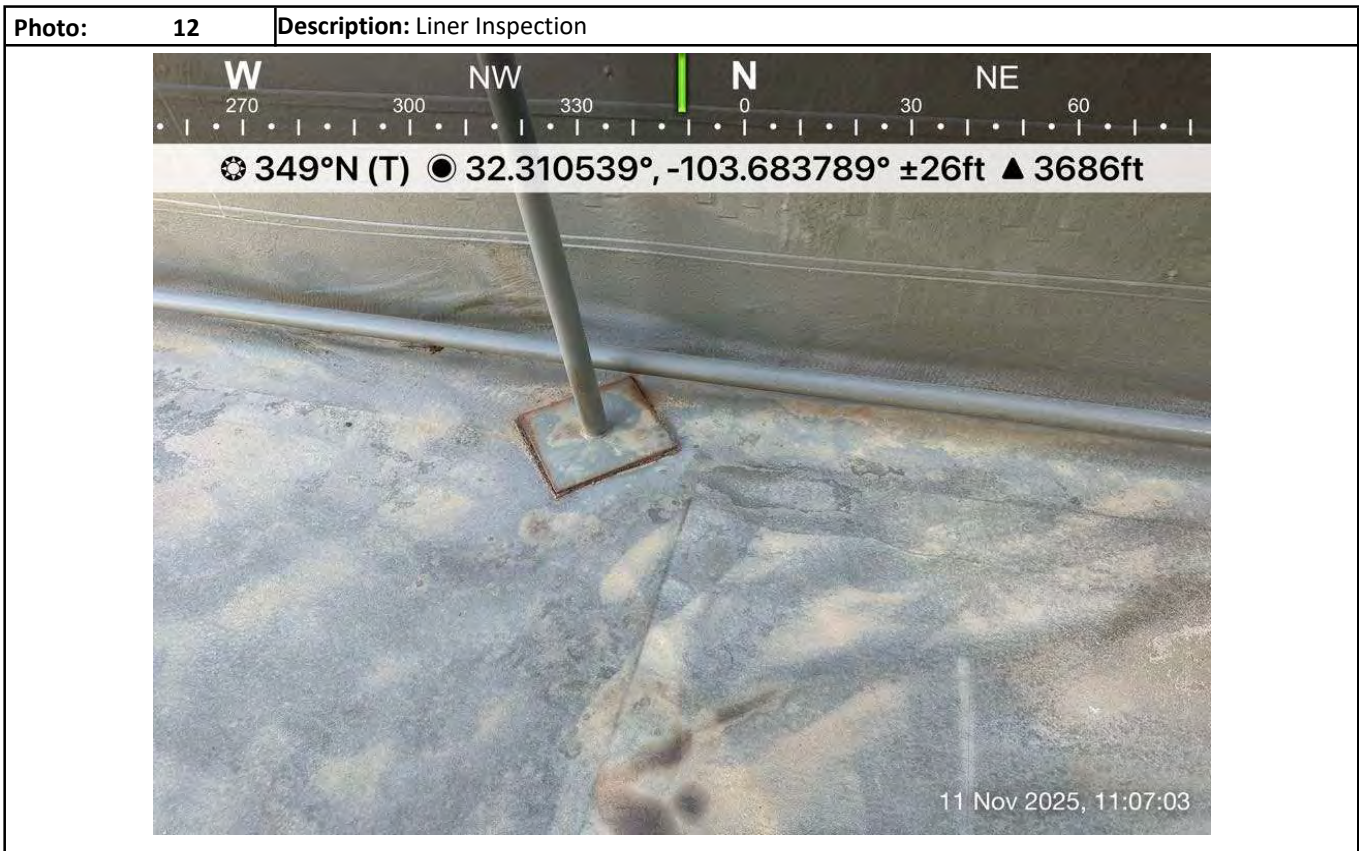 Photo: 12 Description: Liner Inspection
W NW N NE
270 300 330 0 30 60
349°N (T) 32.310539°, -103.683789° ±26ft ▲ 3686ft
11 Nov 2025, 11:07:03